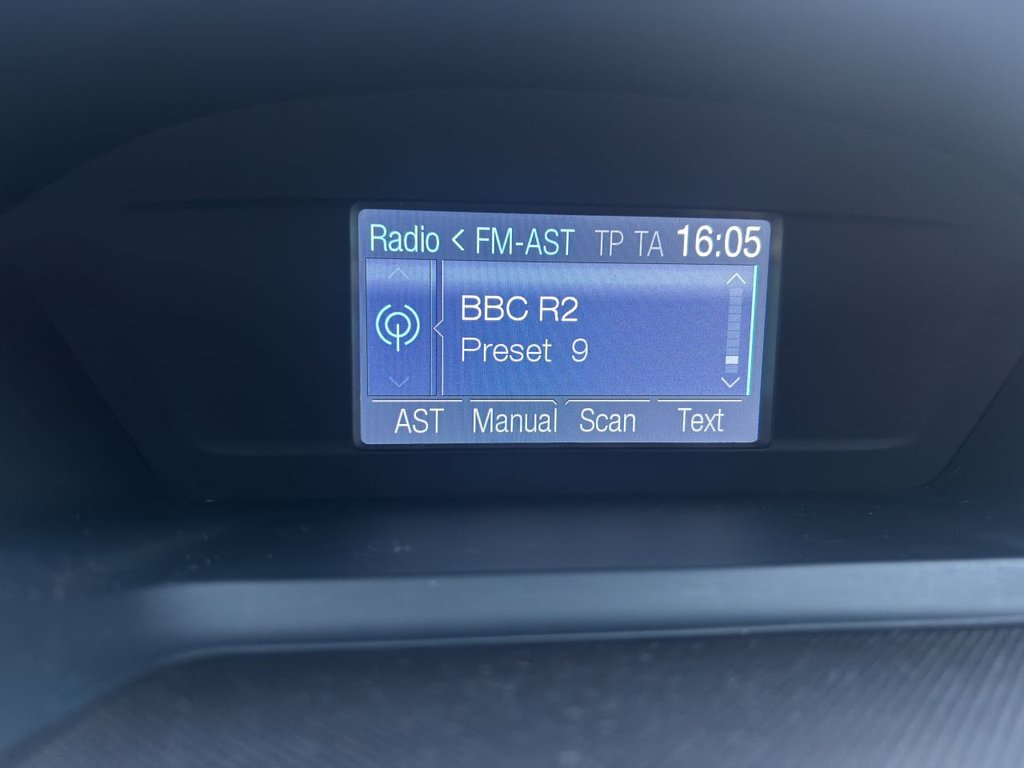 Radio < FM-AST TP TA 16:05
BBC R2
Preset 9
AST Manual Scan Text